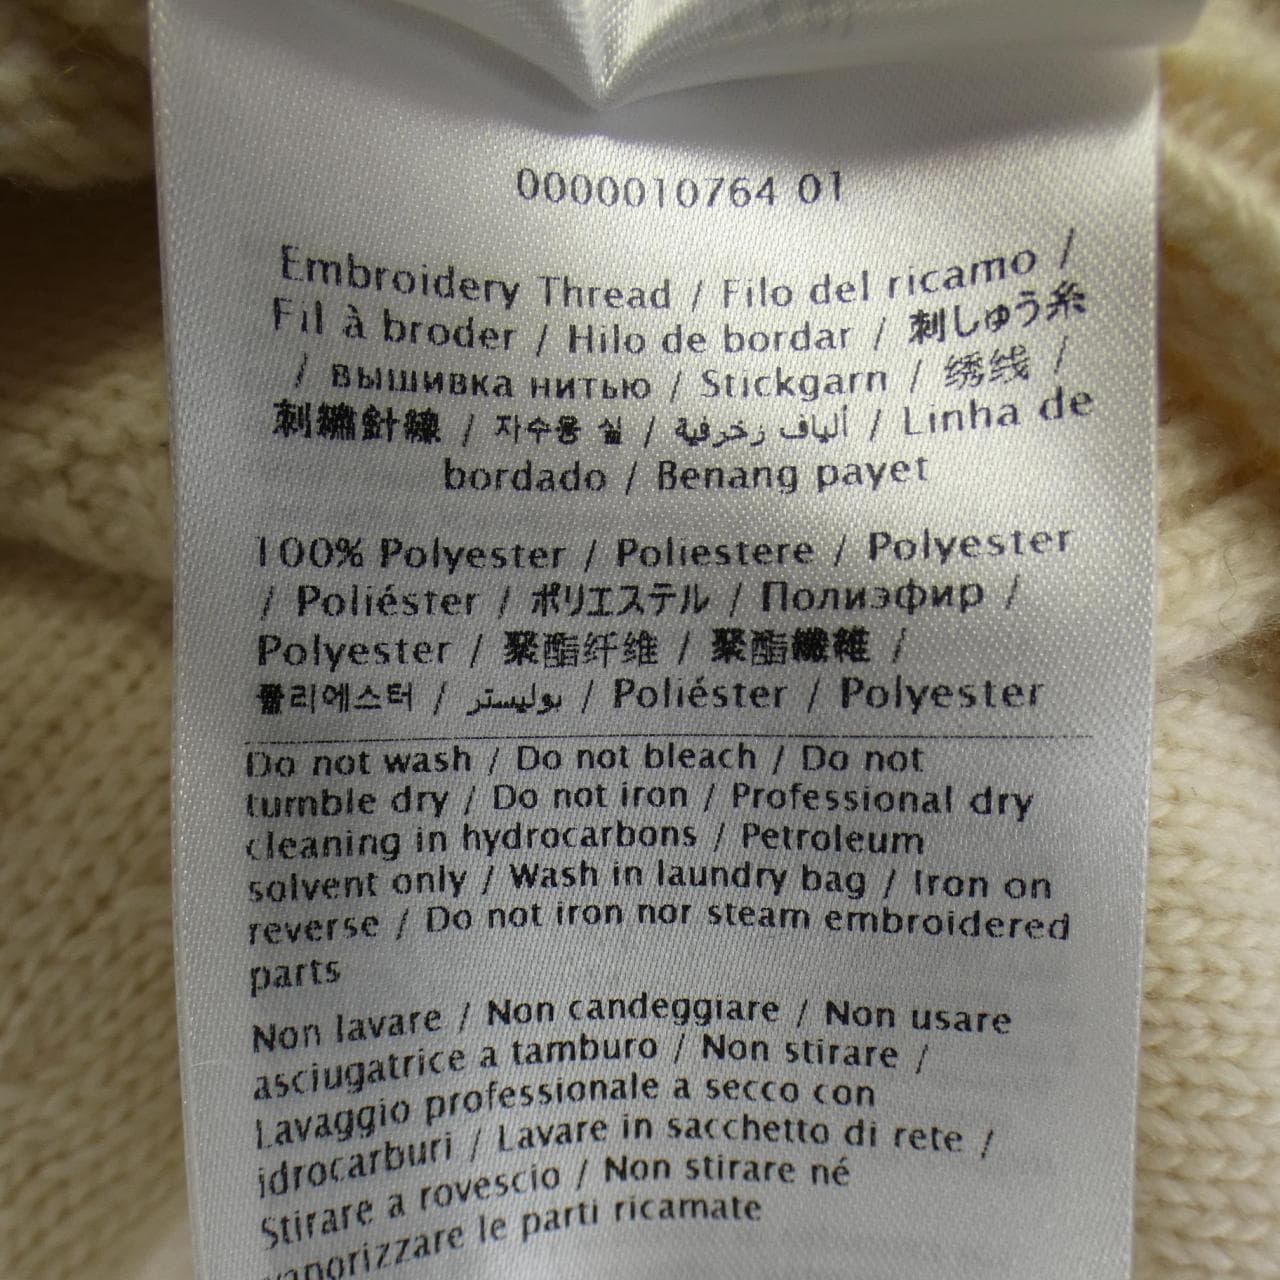 0000010764 01
Embroidery Thread / Filo del ricamo /
Fil à broder / Hilo de bordar / 刺しゅう糸
/ вышивка нитью / Stickgarn / 绣线 /
刺繡針線 / 자수용 실 / ألياف زخرفية / Linha de
bordado / Benang payet
100% Polyester / Poliestere / Polyester
/ Poliéster / ポリエステル / Полиэфир /
Polyester / 聚酯纤维 / 聚酯纖維 /
폴리에스터 / بوليستر / Poliéster / Polyester
Do not wash / Do not bleach / Do not
tumble dry / Do not iron / Professional dry
cleaning in hydrocarbons / Petroleum
solvent only / Wash in laundry bag / Iron on
reverse / Do not iron nor steam embroidered
parts
Non lavare / Non candeggiare / Non usare
asciugatrice a tamburo / Non stirare /
Lavaggio professionale a secco con
idrocarburi / Lavare in sacchetto di rete /
Stirare a rovescio / Non stirare né
vaporizzare le parti ricamate